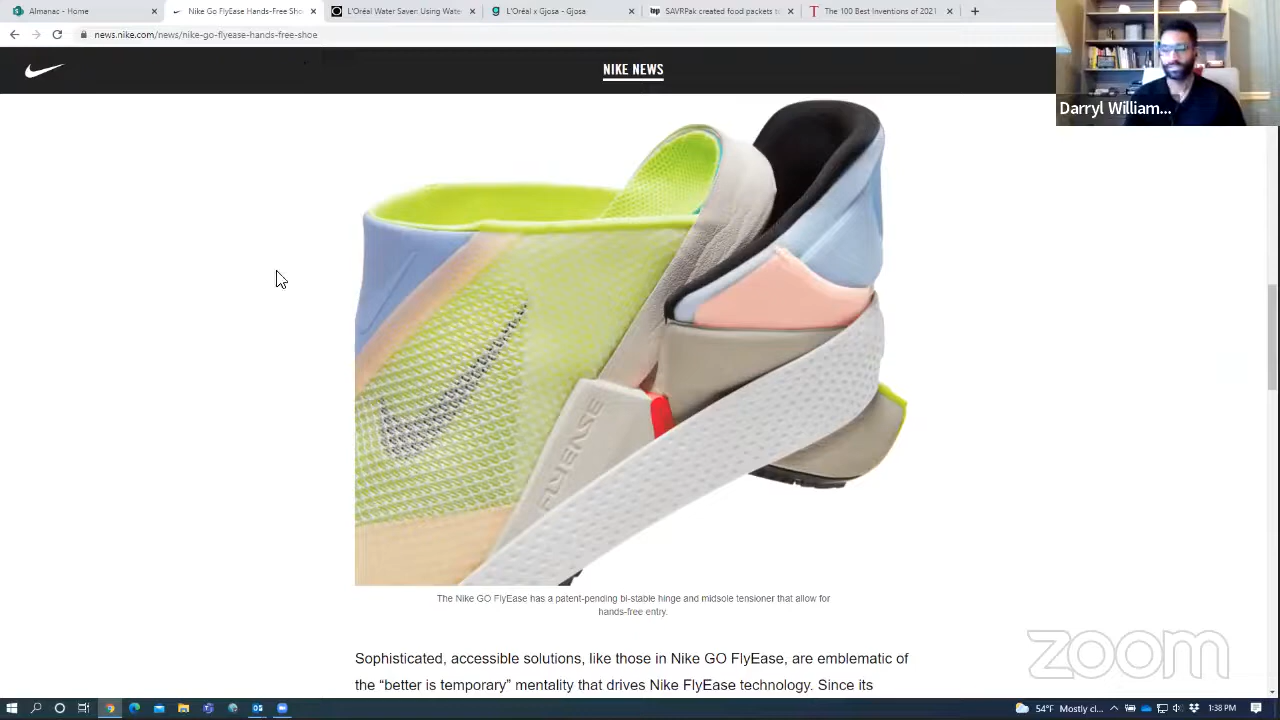 Almanac - Home
Nike Go FlyEase Hands-Free Sho
L'Oréal Water Saver: Using Wate
L'Oréal x Gjosa - Gjosa
SAVRPak created food packets t
The 100 Best Inventions of 2021
news.nike.com/news/nike-go-flyease-hands-free-shoe
NIKE NEWS
Darryl William...
FLYEASE
The Nike GO FlyEase has a patent-pending bi-stable hinge and midsole tensioner that allow for
hands-free entry.
zoom
Sophisticated, accessible solutions, like those in Nike GO FlyEase, are emblematic of
the “better is temporary” mentality that drives Nike FlyEase technology. Since its
54°F Mostly cl...
1:38 PM